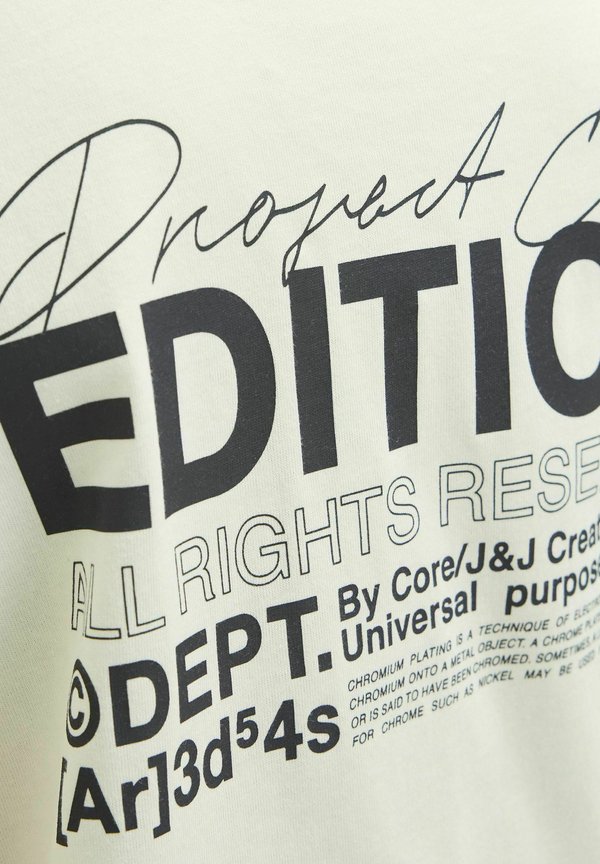 Project C
EDITIO
ALL RIGHTS RESE
© DEPT. By Core/J&J Creat
Universal purpose
[Ar]3d⁵4s
CHROMIUM PLATING IS A TECHNIQUE OF ELECTRO
CHROMIUM ONTO A METAL OBJECT. A CHROME PLATE
OR IS SAID TO HAVE BEEN CHROMED. SOMETIMES, A
FOR CHROME SUCH AS NICKEL MAY BE USED